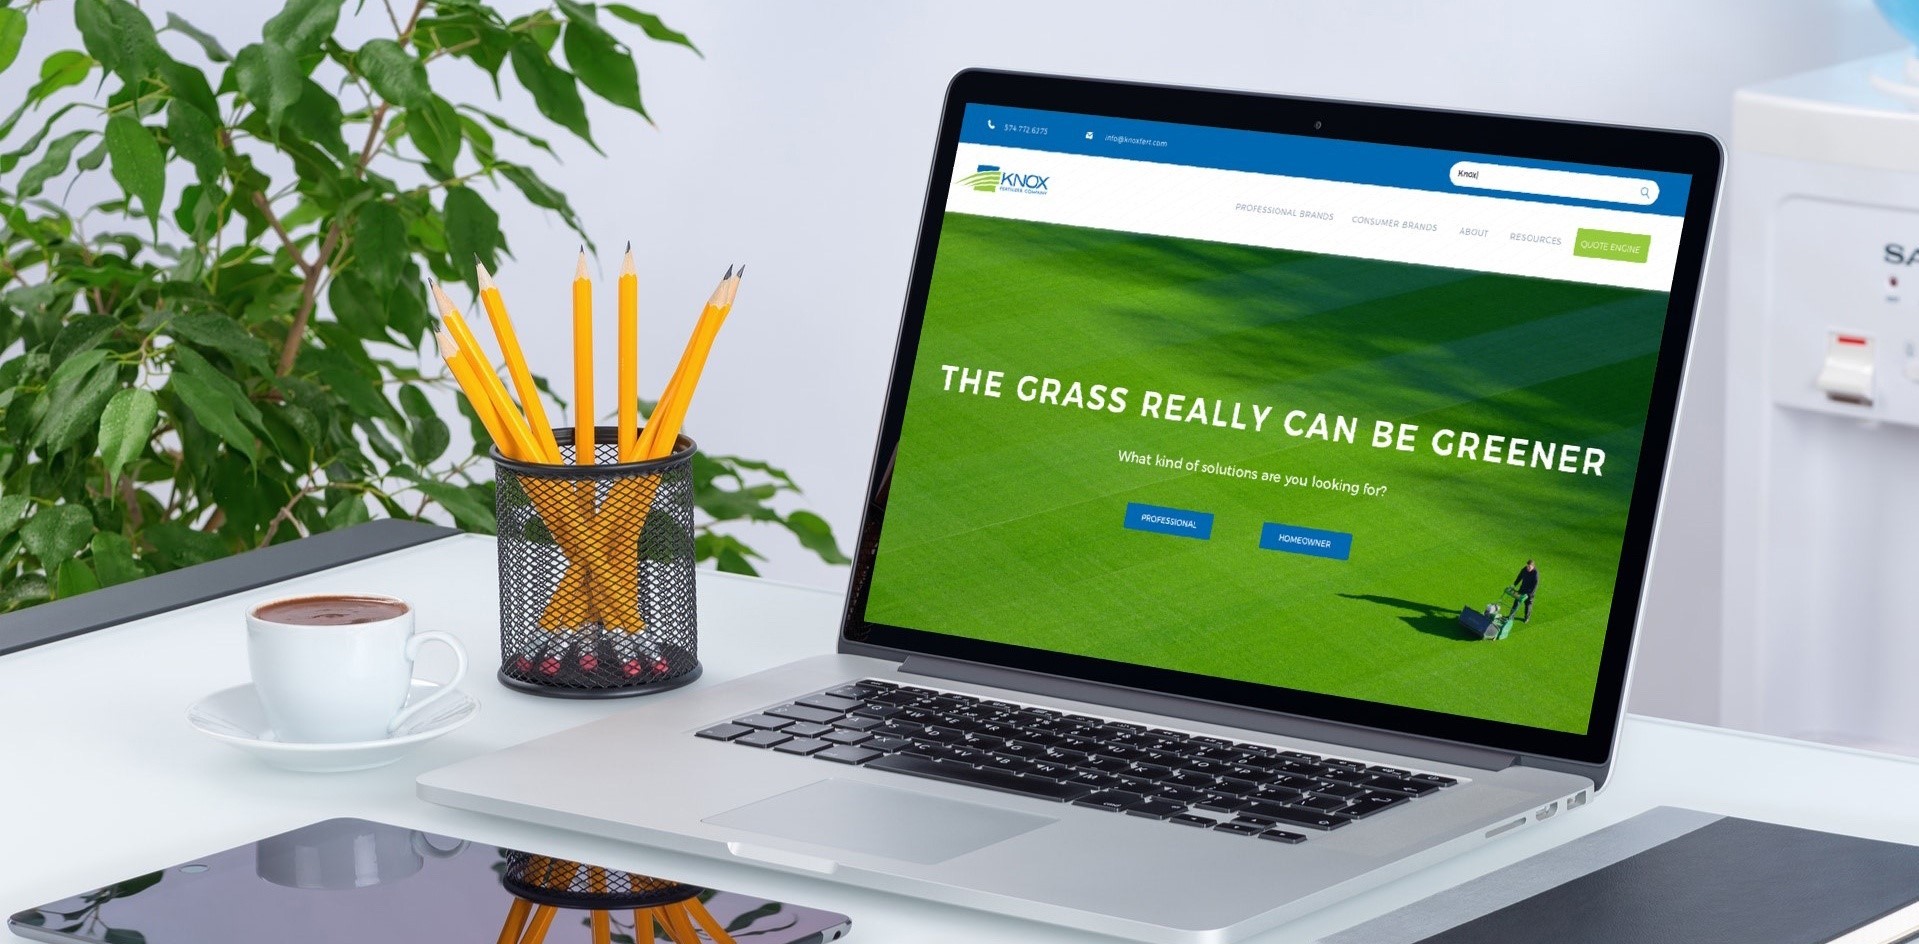 574.772.6275
info@knoxfert.com
Knox
KNOX
FERTILIZER COMPANY
PROFESSIONAL BRANDS
CONSUMER BRANDS
ABOUT
RESOURCES
QUOTE ENGINE
THE GRASS REALLY CAN BE GREENER
What kind of solutions are you looking for?
PROFESSIONAL
HOMEOWNER
SA